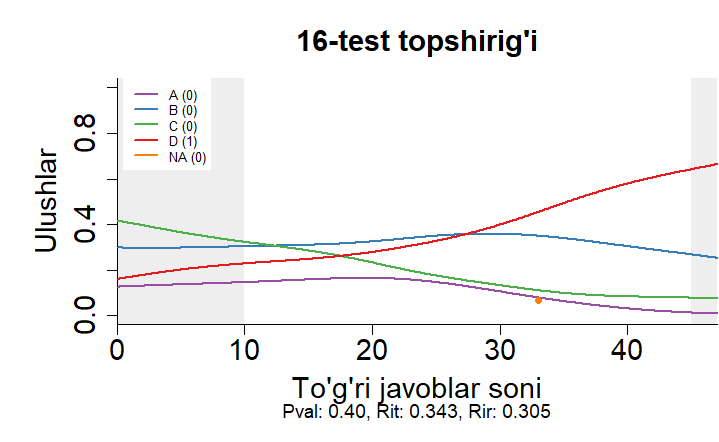 16-test topshirig'i
A (0)
B (0)
C (0)
D (1)
NA (0)
Ulushlar
0.8
0.4
0.0
0 10 20 30 40
To'g'ri javoblar soni
Pval: 0.40, Rit: 0.343, Rir: 0.305